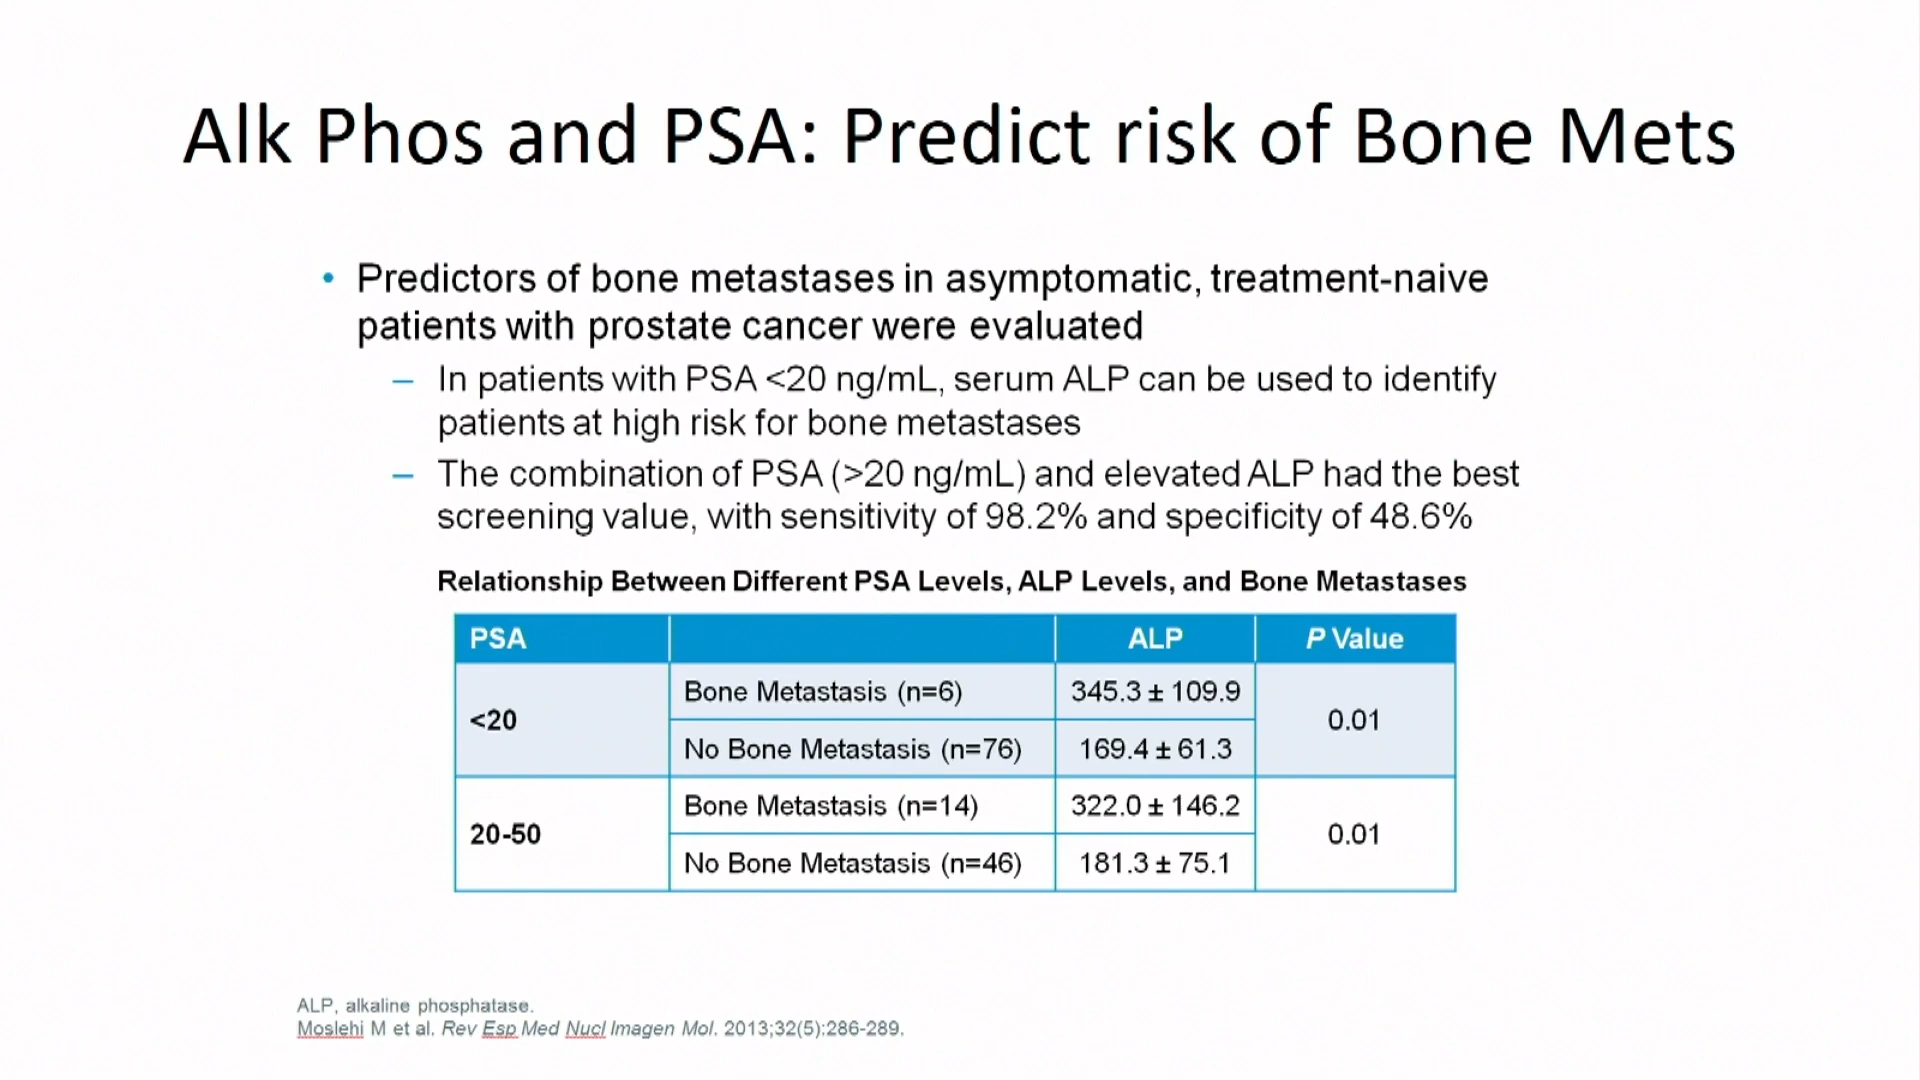 Alk Phos and PSA: Predict risk of Bone Mets
• Predictors of bone metastases in asymptomatic, treatment-naive
patients with prostate cancer were evaluated
– In patients with PSA <20 ng/mL, serum ALP can be used to identify
patients at high risk for bone metastases
– The combination of PSA (>20 ng/mL) and elevated ALP had the best
screening value, with sensitivity of 98.2% and specificity of 48.6%
Relationship Between Different PSA Levels, ALP Levels, and Bone Metastases
PSA ALP P Value
<20
Bone Metastasis (n=6) 345.3 ± 109.9
No Bone Metastasis (n=76) 169.4 ± 61.3
0.01
20-50
Bone Metastasis (n=14) 322.0 ± 146.2
No Bone Metastasis (n=46) 181.3 ± 75.1
0.01
ALP, alkaline phosphatase.
Moslehi M et al. Rev Esp Med Nucl Imagen Mol. 2013;32(5):286-289.